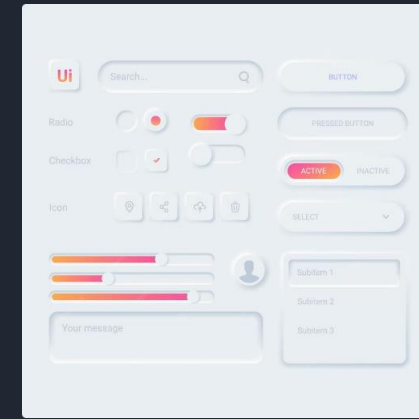 Ui
Search...
BUTTON
Radio
PRESSED BUTTON
Checkbox
ACTIVE INACTIVE
Icon
SELECT
Subitem 1
Subitem 2
Subitem 3
Your message